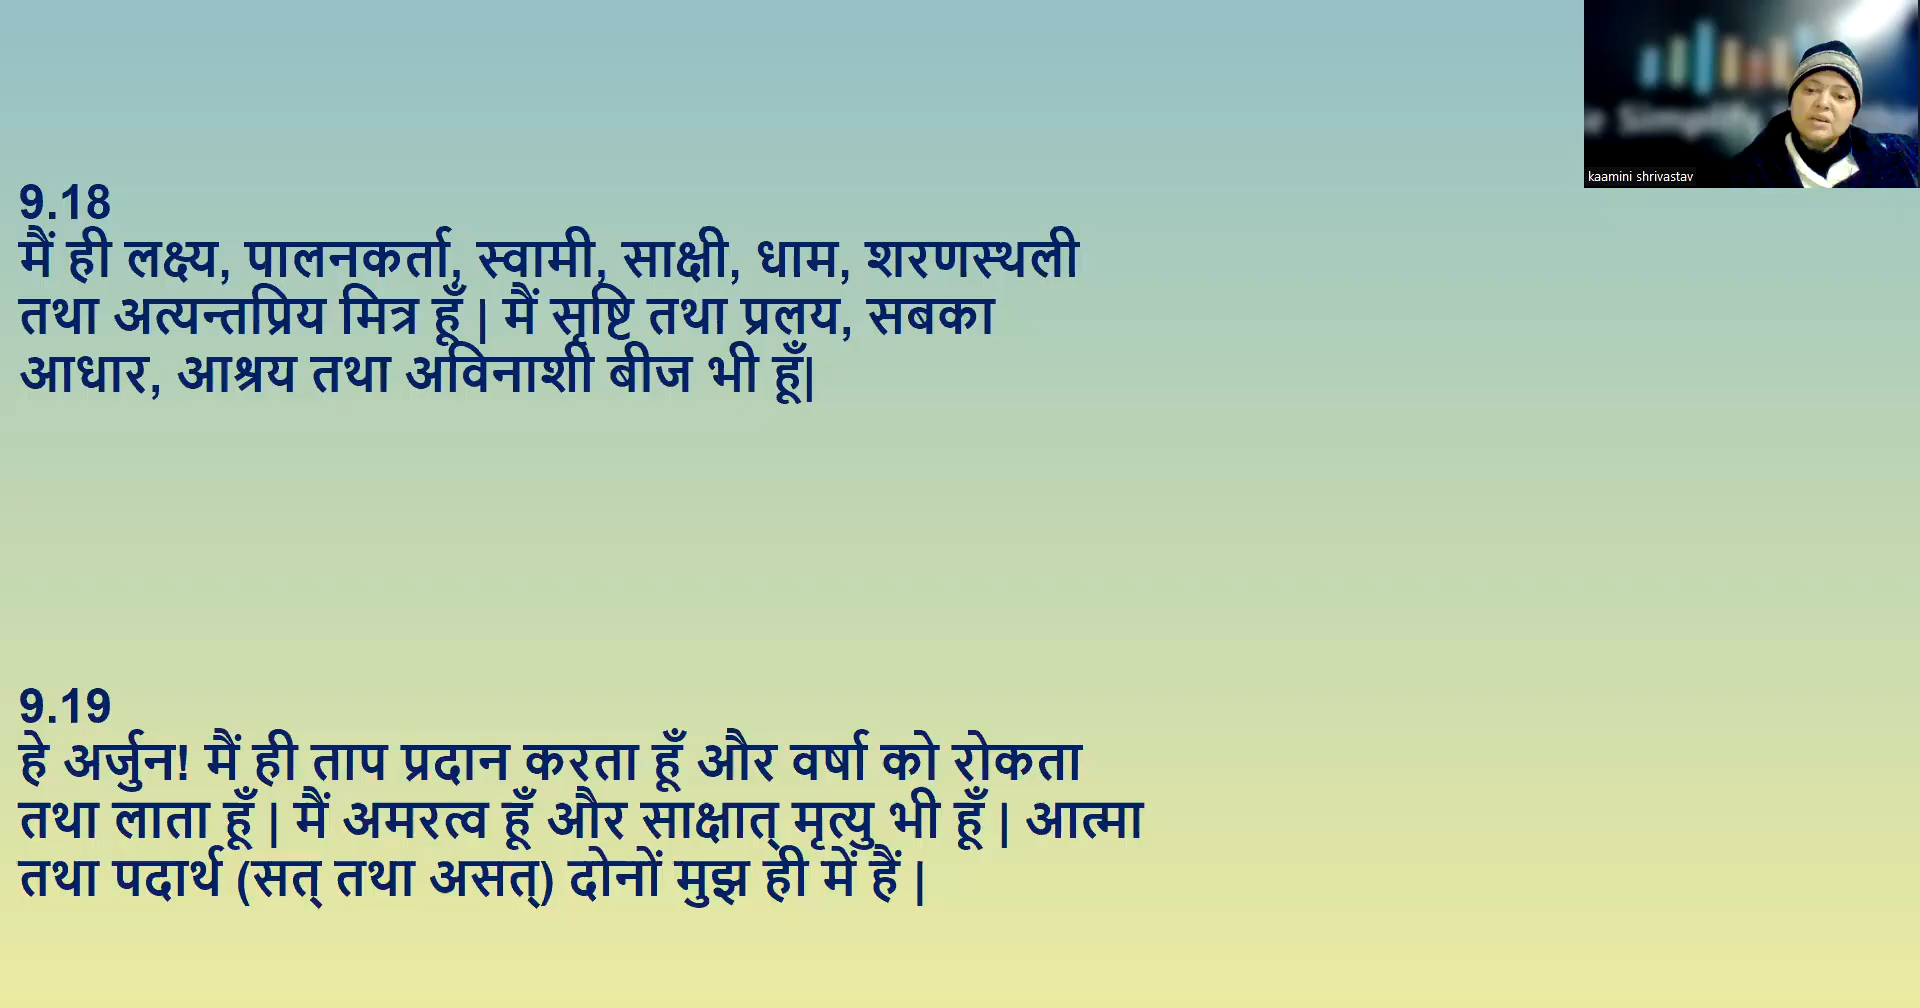 9.18
मैं ही लक्ष्य, पालनकर्ता, स्वामी, साक्षी, धाम, शरणस्थली
तथा अत्यन्तप्रिय मित्र हूँ | मैं सृष्टि तथा प्रलय, सबका
आधार, आश्रय तथा अविनाशी बीज भी हूँ|
9.19
हे अर्जुन! मैं ही ताप प्रदान करता हूँ और वर्षा को रोकता
तथा लाता हूँ | मैं अमरत्व हूँ और साक्षात् मृत्यु भी हूँ | आत्मा
तथा पदार्थ (सत् तथा असत्) दोनों मुझ ही में हैं |
e Simplify
kaamini shrivastav